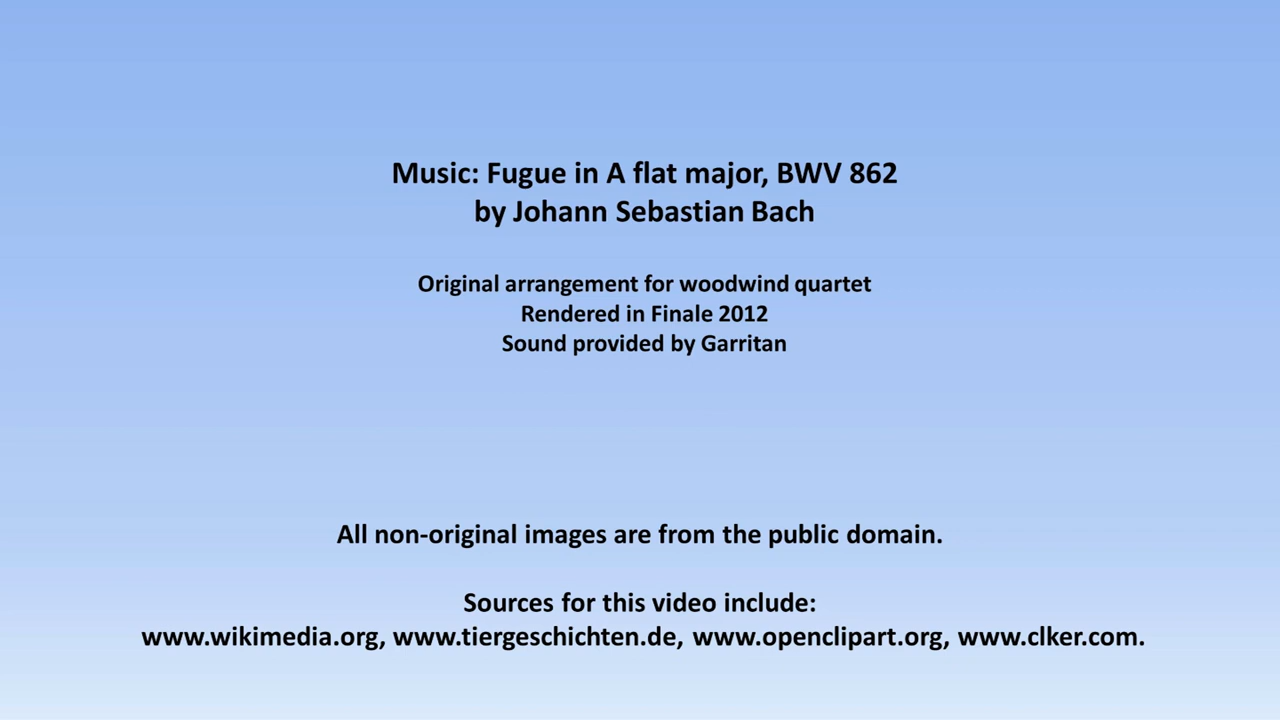 Music: Fugue in A flat major, BWV 862
by Johann Sebastian Bach
Original arrangement for woodwind quartet
Rendered in Finale 2012
Sound provided by Garritan
All non-original images are from the public domain.
Sources for this video include:
www.wikimedia.org, www.tiergeschichten.de, www.openclipart.org, www.clker.com.